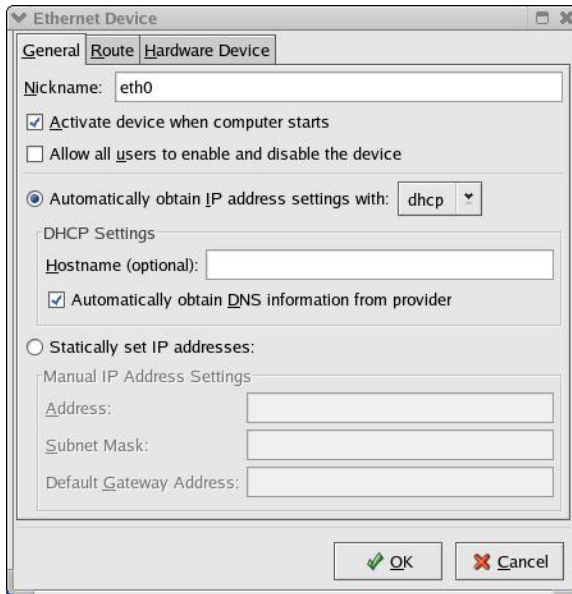 Ethernet Device
General Route Hardware Device
Nickname: eth0
Activate device when computer starts
Allow all users to enable and disable the device
Automatically obtain IP address settings with: dhcp
DHCP Settings
Hostname (optional):
Automatically obtain DNS information from provider
Statically set IP addresses:
Manual IP Address Settings
Address:
Subnet Mask:
Default Gateway Address:
OK Cancel